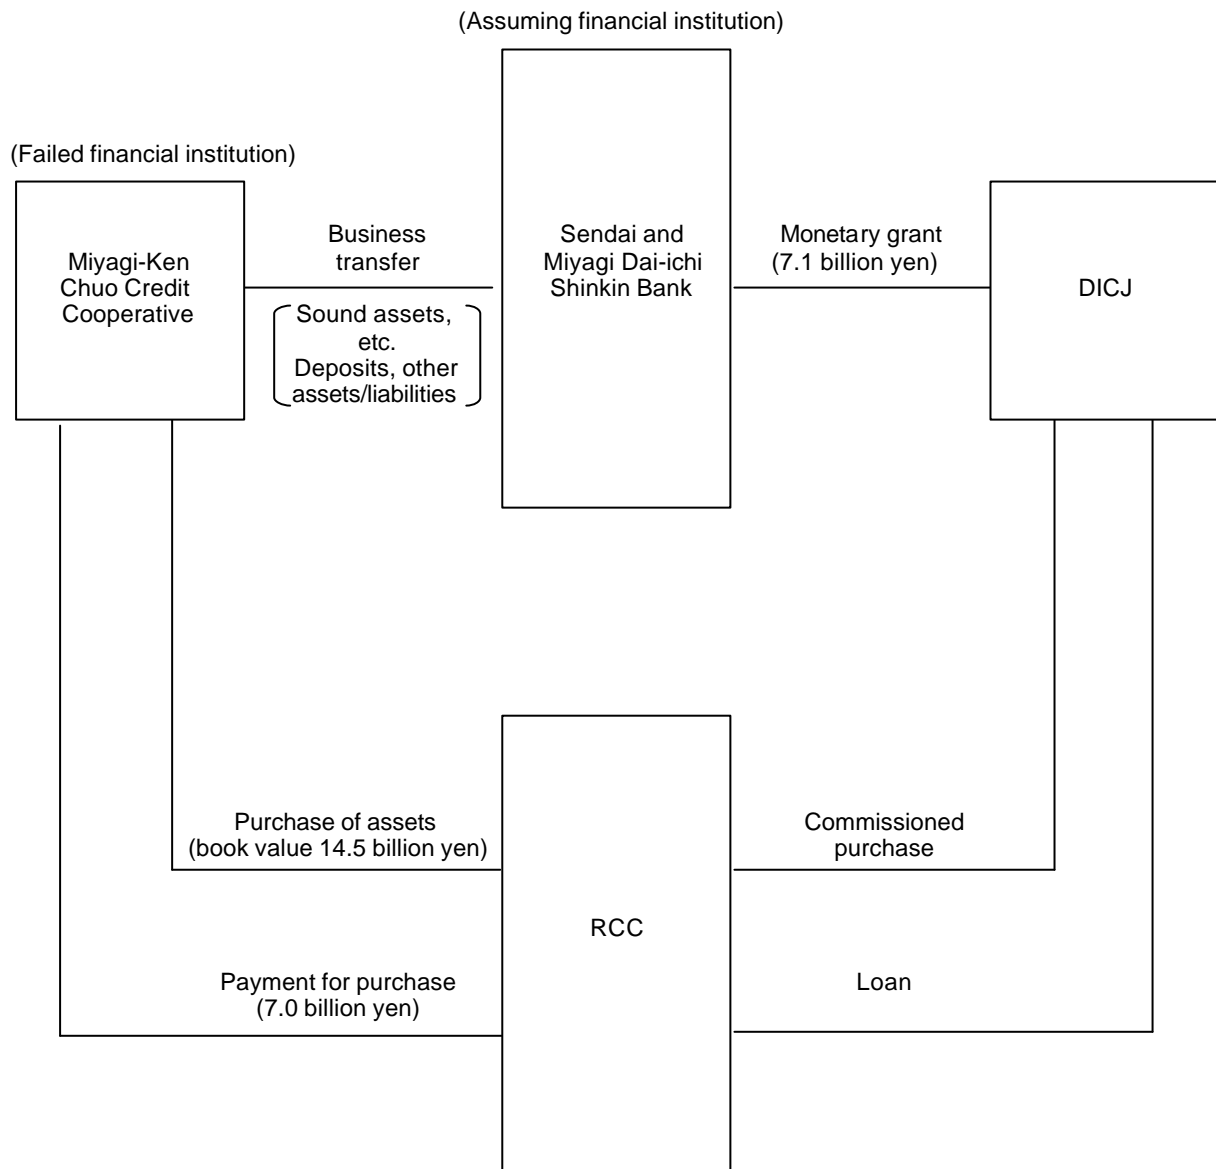 (Assuming financial institution)
(Failed financial institution)
Miyagi-Ken
Chuo Credit
Cooperative
Business
transfer
Sound assets,
etc.
Deposits, other
assets/liabilities
Sendai and
Miyagi Dai-ichi
Shinkin Bank
Monetary grant
(7.1 billion yen)
DICJ
Purchase of assets
(book value 14.5 billion yen)
Commissioned
purchase
RCC
Payment for purchase
(7.0 billion yen)
Loan